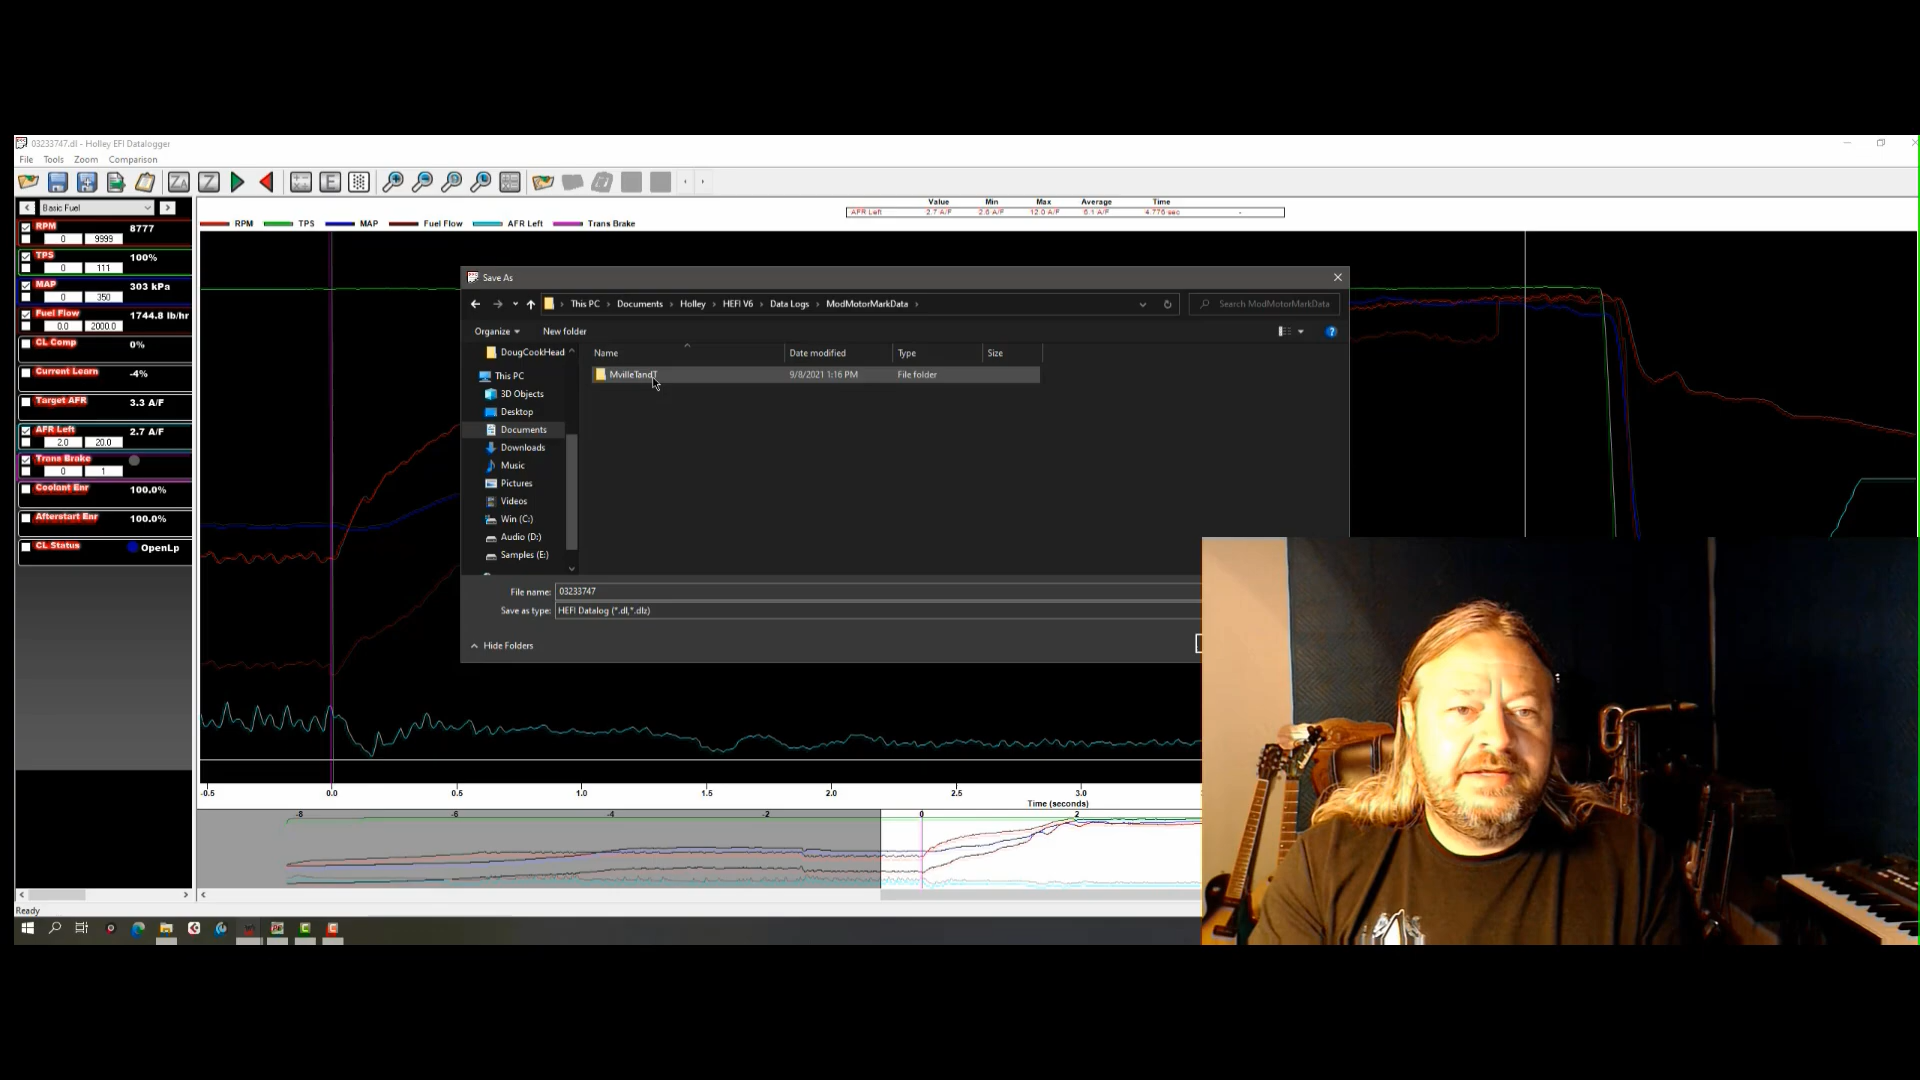 03233747.dl - Holley EFI Datalogger
File Tools Zoom Comparison
Basic Fuel
Value Min Max Average Time
AFR Left 2.7 A/F 2.6 A/F 12.0 A/F 6.1 A/F 4.776 sec -
RPM TPS MAP Fuel Flow AFR Left Trans Brake
RPM 8777
0 9999
TPS 100%
0 111
MAP 303 kPa
0 350
Fuel Flow 1744.8 lb/hr
0.0 2000.0
CL Comp 0%
Current Learn -4%
Target AFR 3.3 A/F
AFR Left 2.7 A/F
2.0 20.0
Trans Brake
0 1
Coolant Enr 100.0%
Afterstart Enr 100.0%
CL Status OpenLp
Save As
This PC > Documents > Holley > HEFI V6 > Data Logs > ModMotorMarkData >
Search ModMotorMarkData
Organize New folder
Name Date modified Type Size
DougCookHead
MvilleTandT 9/8/2021 1:16 PM File folder
This PC
3D Objects
Desktop
Documents
Downloads
Music
Pictures
Videos
Win (C:)
Audio (D:)
Samples (E:)
File name: 03233747
Save as type: HEFI Datalog (*.dl,*.dlz)
Hide Folders
-0.5 0.0 0.5 1.0 1.5 2.0 2.5 3.0
Time (seconds)
-8 -6 -4 -2 0 2
Ready